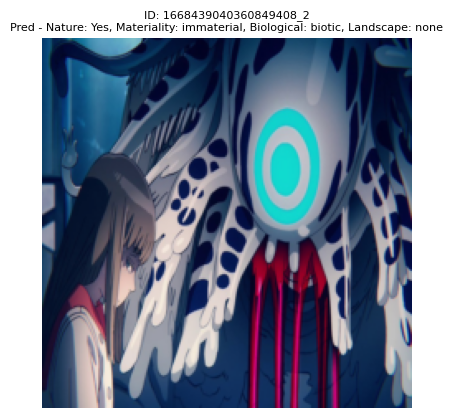 ID: 1668439040360849408_2
Pred - Nature: Yes, Materiality: immaterial, Biological: biotic, Landscape: none